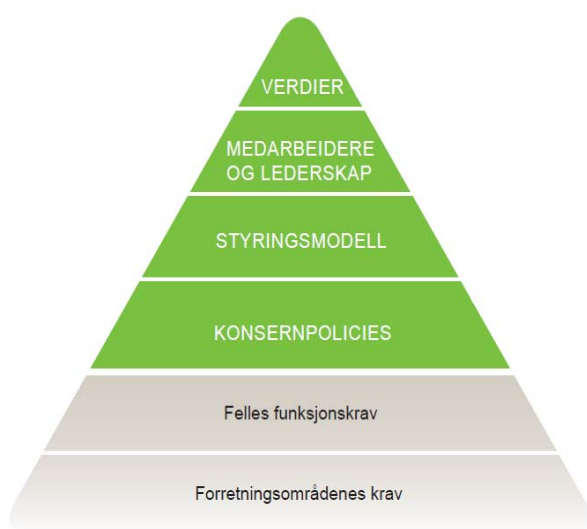 VERDIER
MEDARBEIDERE
OG LEDERSKAP
STYRINGSMODELL
KONSERNPOLICIES
Felles funksjonskrav
Forretningsområdenes krav